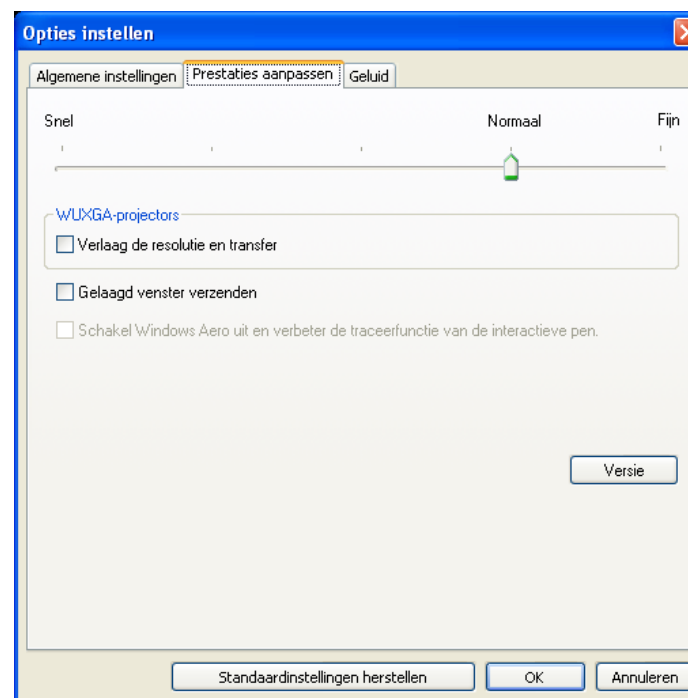 Opties instellen
Algemene instellingen Prestaties aanpassen Geluid
Snel Normaal Fijn
WUXGA-projectors
Verlaag de resolutie en transfer
Gelaagd venster verzenden
Schakel Windows Aero uit en verbeter de traceerfunctie van de interactieve pen.
Versie
Standaardinstellingen herstellen OK Annuleren